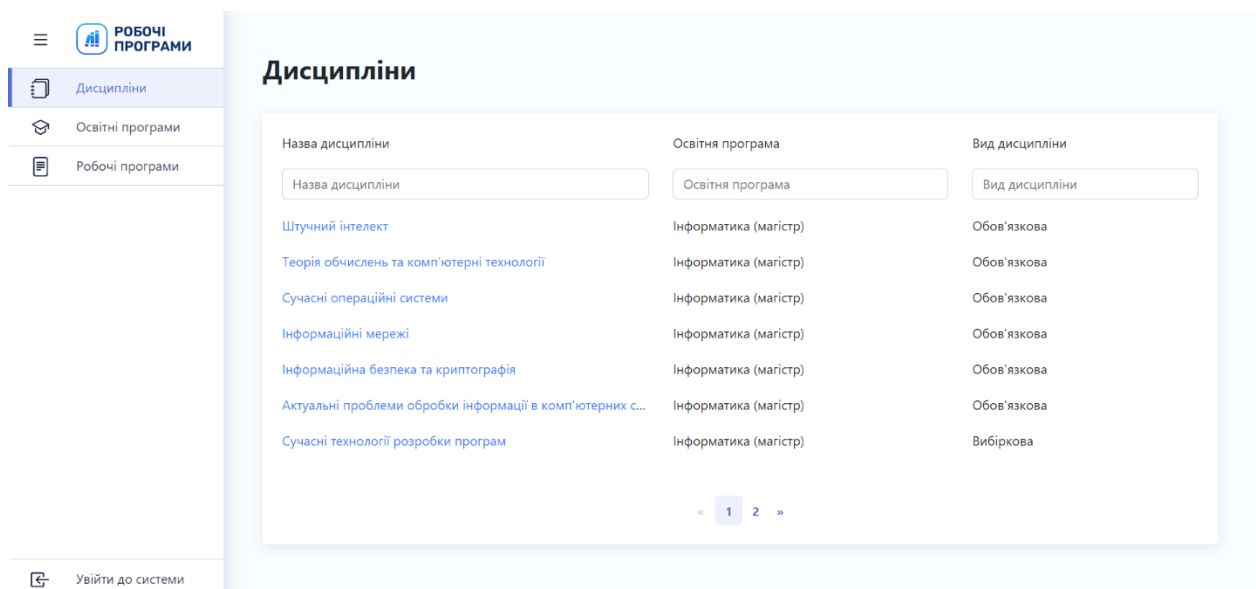 РОБОЧІ
ПРОГРАМИ
Дисципліни
Освітні програми
Робочі програми
Увійти до системи
Дисципліни
Назва дисципліни Освітня програма Вид дисципліни
Назва дисципліни Освітня програма Вид дисципліни
Штучний інтелект Інформатика (магістр) Обов'язкова
Теорія обчислень та комп'ютерні технології Інформатика (магістр) Обов'язкова
Сучасні операційні системи Інформатика (магістр) Обов'язкова
Інформаційні мережі Інформатика (магістр) Обов'язкова
Інформаційна безпека та криптографія Інформатика (магістр) Обов'язкова
Актуальні проблеми обробки інформації в комп'ютерних с... Інформатика (магістр) Обов'язкова
Сучасні технології розробки програм Інформатика (магістр) Вибіркова
« 1 2 »